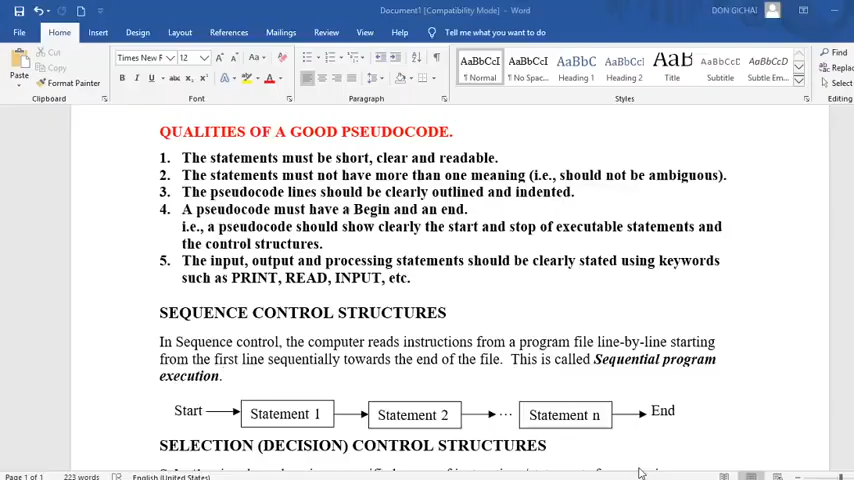 Document1 [Compatibility Mode] - Word
DON GICHAI
File Home Insert Draw Design Layout References Mailings Review View Help Tell me what you want to do
Cut
Copy
Paste
Format Painter
Clipboard
Times New F 12
Font
Paragraph
AaBbCcI AaBbCcI AaBbCcI AaBbCcI AaB AaBbCcD AaBbCcD
¶ Normal ¶ No Spac... Heading 1 Heading 2 Title Subtitle Subtle Em...
Styles
Find
Replac
Select
Editing
QUALITIES OF A GOOD PSEUDOCODE.
1. The statements must be short, clear and readable.
2. The statements must not have more than one meaning (i.e., should not be ambiguous).
3. The pseudocode lines should be clearly outlined and indented.
4. A pseudocode must have a Begin and an end.
i.e., a pseudocode should show clearly the start and stop of executable statements and
the control structures.
5. The input, output and processing statements should be clearly stated using keywords
such as PRINT, READ, INPUT, etc.
SEQUENCE CONTROL STRUCTURES
In Sequence control, the computer reads instructions from a program file line-by-line starting
from the first line sequentially towards the end of the file. This is called Sequential program
execution.
Start Statement 1 Statement 2 ... Statement n End
SELECTION (DECISION) CONTROL STRUCTURES
Page 1 of 1 223 words English (United States)